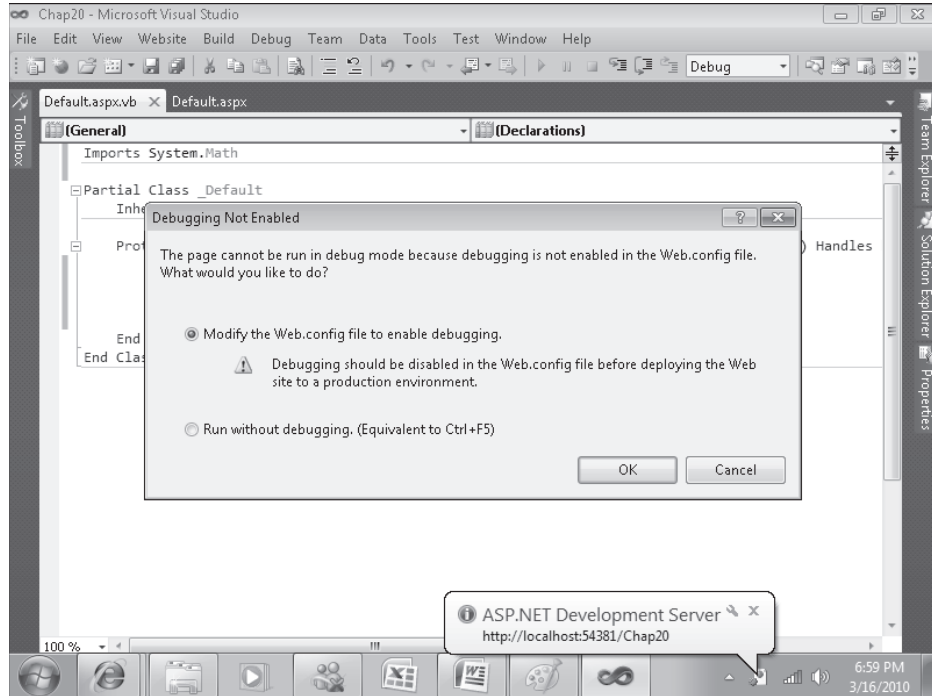 Chap20 - Microsoft Visual Studio
File Edit View Website Build Debug Team Data Tools Test Window Help
Debug
Toolbox
Default.aspx.vb Default.aspx
(General) (Declarations)
Imports System.Math
Partial Class _Default
Inhe
Prot ) Handles
End
End Clas
Debugging Not Enabled
The page cannot be run in debug mode because debugging is not enabled in the Web.config file.
What would you like to do?
Modify the Web.config file to enable debugging.
Debugging should be disabled in the Web.config file before deploying the Web
site to a production environment.
Run without debugging. (Equivalent to Ctrl+F5)
OK Cancel
Team Explorer
Solution Explorer
Properties
ASP.NET Development Server
http://localhost:54381/Chap20
100 %
6:59 PM
3/16/2010